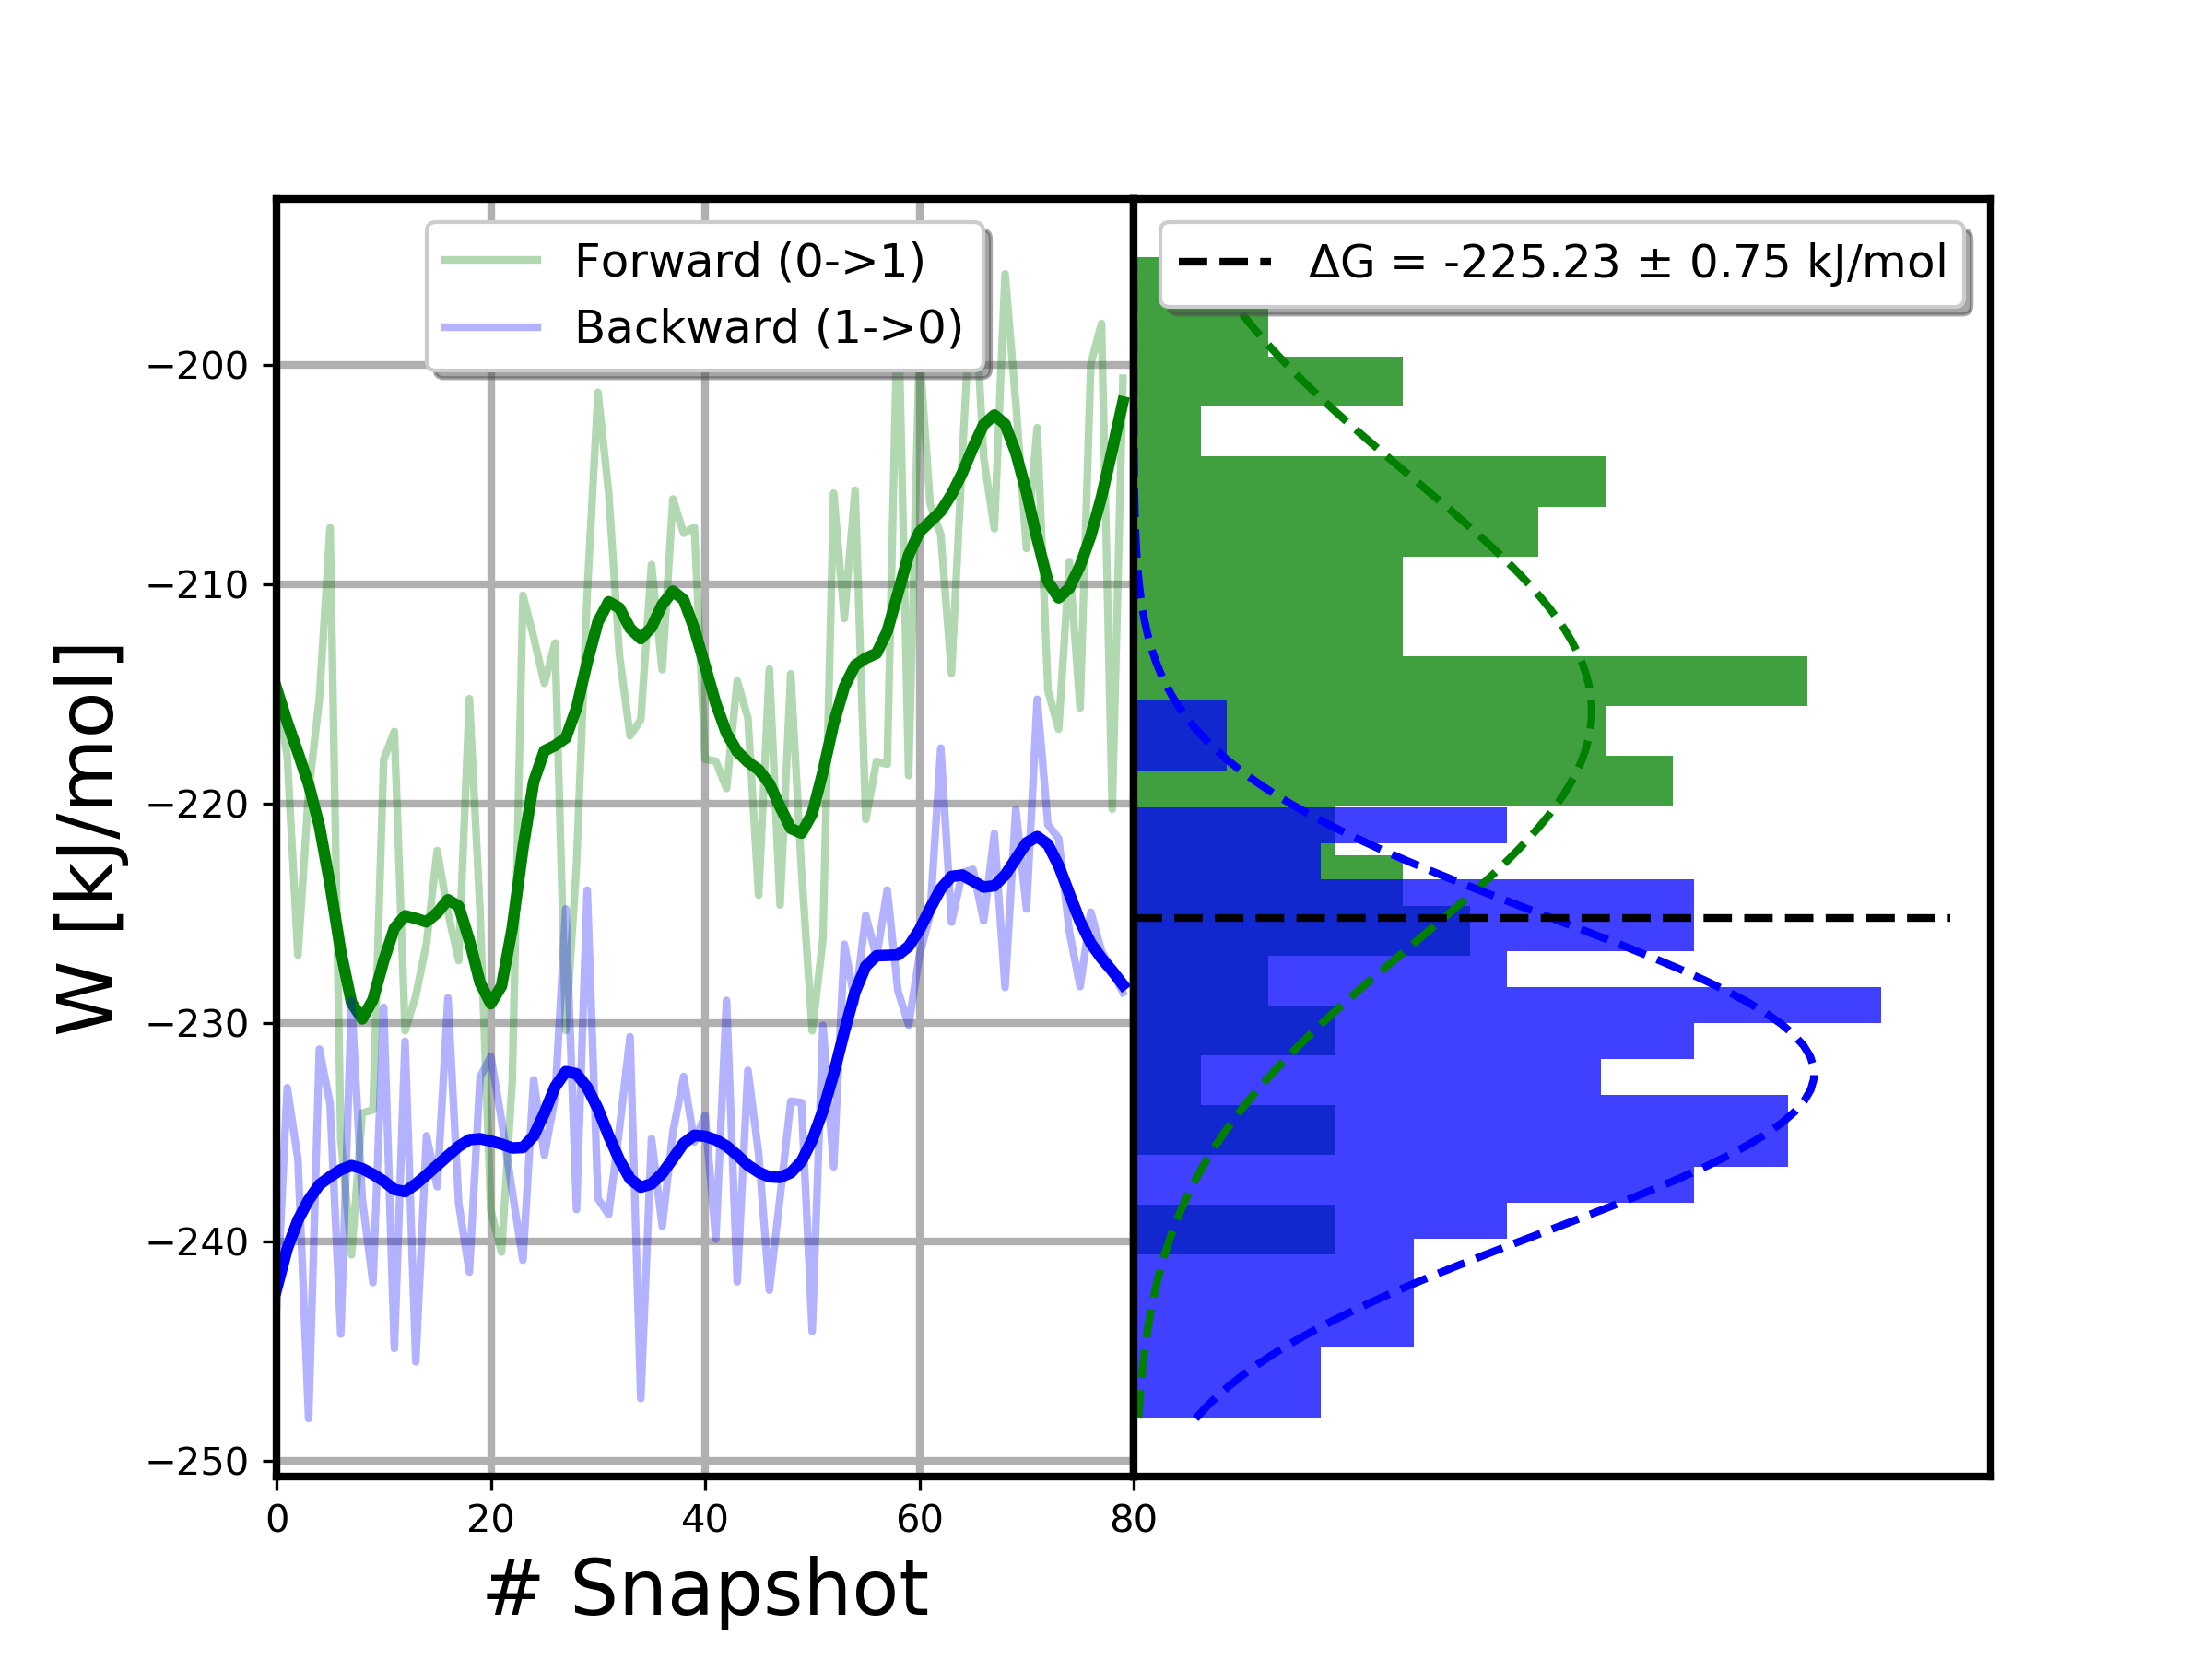 Forward (0->1)
Backward (1->0)
ΔG = -225.23 ± 0.75 kJ/mol
−200
−210
−220
−230
−240
−250
W [kJ/mol]
0 20 40 60 80
# Snapshot